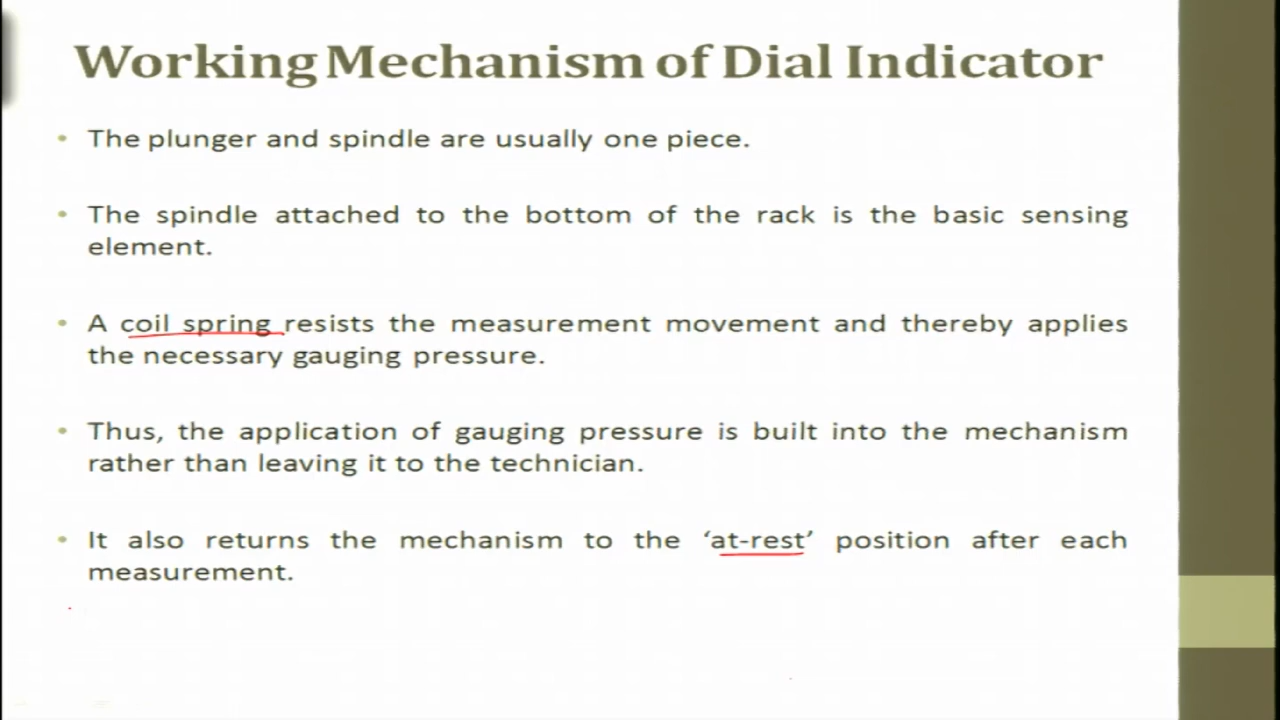 Working Mechanism of Dial Indicator
• The plunger and spindle are usually one piece.
• The spindle attached to the bottom of the rack is the basic sensing
element.
• A coil spring resists the measurement movement and thereby applies
the necessary gauging pressure.
• Thus, the application of gauging pressure is built into the mechanism
rather than leaving it to the technician.
• It also returns the mechanism to the ‘at-rest’ position after each
measurement.